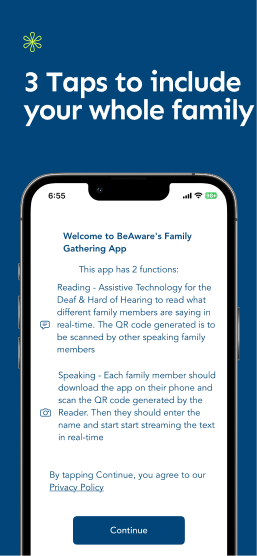 3 Taps to include
your whole family
6:55
Welcome to BeAware's Family
Gathering App
This app has 2 functions:
Reading - Assistive Technology for the
Deaf & Hard of Hearing to read what
different family members are saying in
real-time. The QR code generated is to
be scanned by other speaking family
members
Speaking - Each family member should
download the app on their phone and
scan the QR code generated by the
Reader. Then they should enter the
name and start start streaming the text
in real-time
By tapping Continue, you agree to our
Privacy Policy
Continue